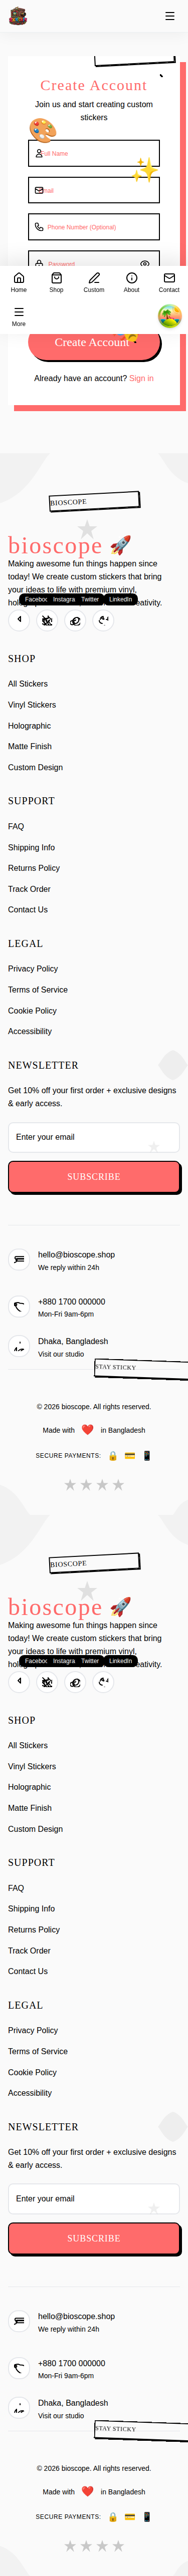 Create Account
Join us and start creating custom
stickers
Full Name
Email
Phone Number (Optional)
Password
Home
Shop
Custom
About
Contact
More
Create Account
Already have an account? Sign in
BIOSCOPE
bioscope
Making awesome fun things happen since
today! We create custom stickers that bring
your ideas to life with premium vinyl,
Facebook
Instagram
Twitter
LinkedIn
SHOP
All Stickers
Vinyl Stickers
Holographic
Matte Finish
Custom Design
SUPPORT
FAQ
Shipping Info
Returns Policy
Track Order
Contact Us
LEGAL
Privacy Policy
Terms of Service
Cookie Policy
Accessibility
NEWSLETTER
Get 10% off your first order + exclusive designs
& early access.
Enter your email
SUBSCRIBE
hello@bioscope.shop
We reply within 24h
+880 1700 000000
Mon-Fri 9am-6pm
Dhaka, Bangladesh
Visit our studio
STAY STICKY
© 2026 bioscope. All rights reserved.
Made with ❤️ in Bangladesh
SECURE PAYMENTS:
BIOSCOPE
bioscope
Making awesome fun things happen since
today! We create custom stickers that bring
your ideas to life with premium vinyl,
Facebook
Instagram
Twitter
LinkedIn
SHOP
All Stickers
Vinyl Stickers
Holographic
Matte Finish
Custom Design
SUPPORT
FAQ
Shipping Info
Returns Policy
Track Order
Contact Us
LEGAL
Privacy Policy
Terms of Service
Cookie Policy
Accessibility
NEWSLETTER
Get 10% off your first order + exclusive designs
& early access.
Enter your email
SUBSCRIBE
hello@bioscope.shop
We reply within 24h
+880 1700 000000
Mon-Fri 9am-6pm
Dhaka, Bangladesh
Visit our studio
STAY STICKY
© 2026 bioscope. All rights reserved.
Made with ❤️ in Bangladesh
SECURE PAYMENTS: